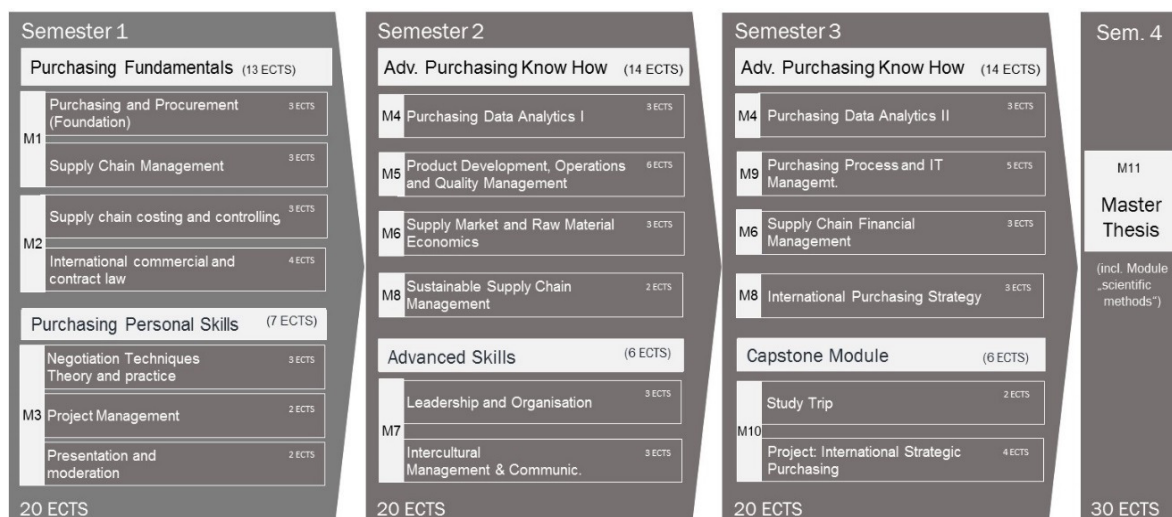 Semester 1
Purchasing Fundamentals (13 ECTS)
M1
Purchasing and Procurement
(Foundation)
3 ECTS
Supply Chain Management
3 ECTS
M2
Supply chain costing and controlling
3 ECTS
International commercial and
contract law
4 ECTS
Purchasing Personal Skills (7 ECTS)
M3
Negotiation Techniques
Theory and practice
3 ECTS
Project Management
2 ECTS
Presentation and
moderation
2 ECTS
20 ECTS
Semester 2
Adv. Purchasing Know How (14 ECTS)
M4
Purchasing Data Analytics I
3 ECTS
M5
Product Development, Operations
and Quality Management
6 ECTS
M6
Supply Market and Raw Material
Economics
3 ECTS
M8
Sustainable Supply Chain
Management
2 ECTS
Advanced Skills (6 ECTS)
M7
Leadership and Organisation
3 ECTS
Intercultural
Management & Communic.
3 ECTS
20 ECTS
Semester 3
Adv. Purchasing Know How (14 ECTS)
M4
Purchasing Data Analytics II
3 ECTS
M9
Purchasing Process and IT
Managemt.
5 ECTS
M6
Supply Chain Financial
Management
3 ECTS
M8
International Purchasing Strategy
3 ECTS
Capstone Module (6 ECTS)
M10
Study Trip
2 ECTS
Project: International Strategic
Purchasing
4 ECTS
20 ECTS
Sem. 4
M11
Master
Thesis
(incl. Module
„scientific
methods“)
30 ECTS